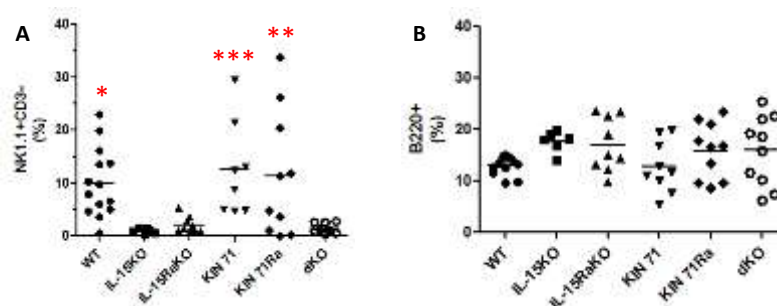 A
NK1.1+CD3-
(%)
40
30
20
10
0
*
***
**
WT
IL-15KO
IL-15RaKO
KIN 71
KIN 71Ra
dKO
B
B220+
(%)
40
30
20
10
0
WT
IL-15KO
IL-15RaKO
KIN 71
KIN 71Ra
dKO